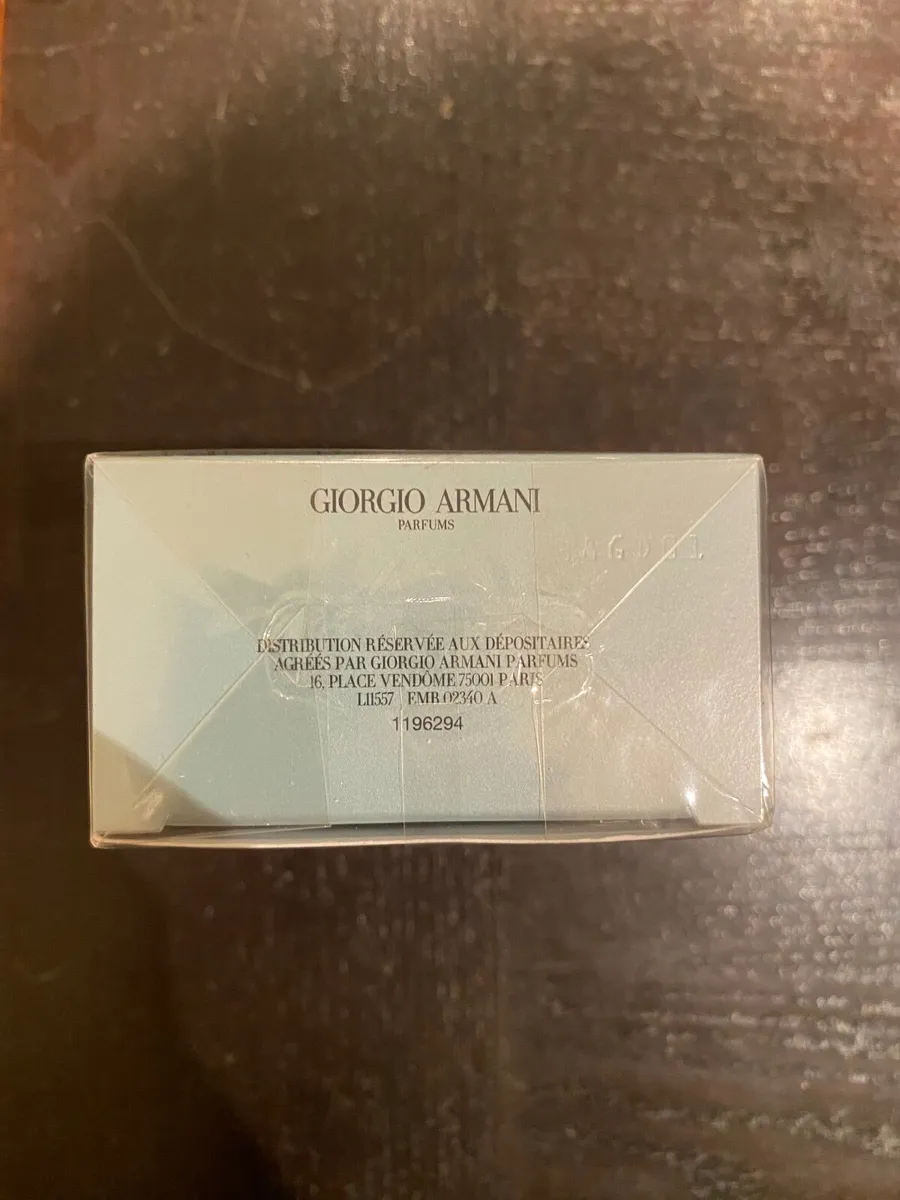 GIORGIO ARMANI
PARFUMS
DISTRIBUTION RÉSERVÉE AUX DÉPOSITAIRES
AGRÉÉS PAR GIORGIO ARMANI PARFUMS
16, PLACE VENDÔME 75001 PARIS
L11557 EMB 02340 A
1196294